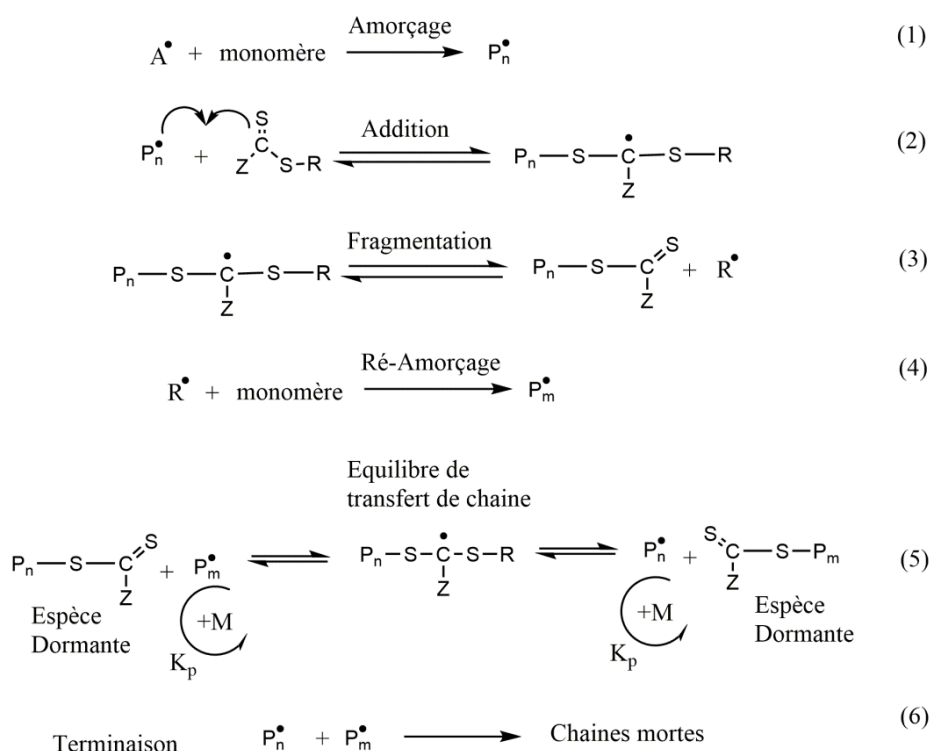 A• + monomère Amorçage Pn• (1)
Pn• + S C Z S-R Addition Pn—S—C•—S—R Z (2)
Pn—S—C•—S—R Z Fragmentation Pn—S—C S Z + R• (3)
R• + monomère Ré-Amorçage Pm• (4)
Equilibre de
transfert de chaine
Pn—S—C S Z + Pm• Pn—S—C•—S—R Z Pn• + S C Z S—Pm (5)
Espèce
Dormante
+M
Kp
+M
Kp
Espèce
Dormante
Terminaison Pn• + Pm• Chaines mortes (6)